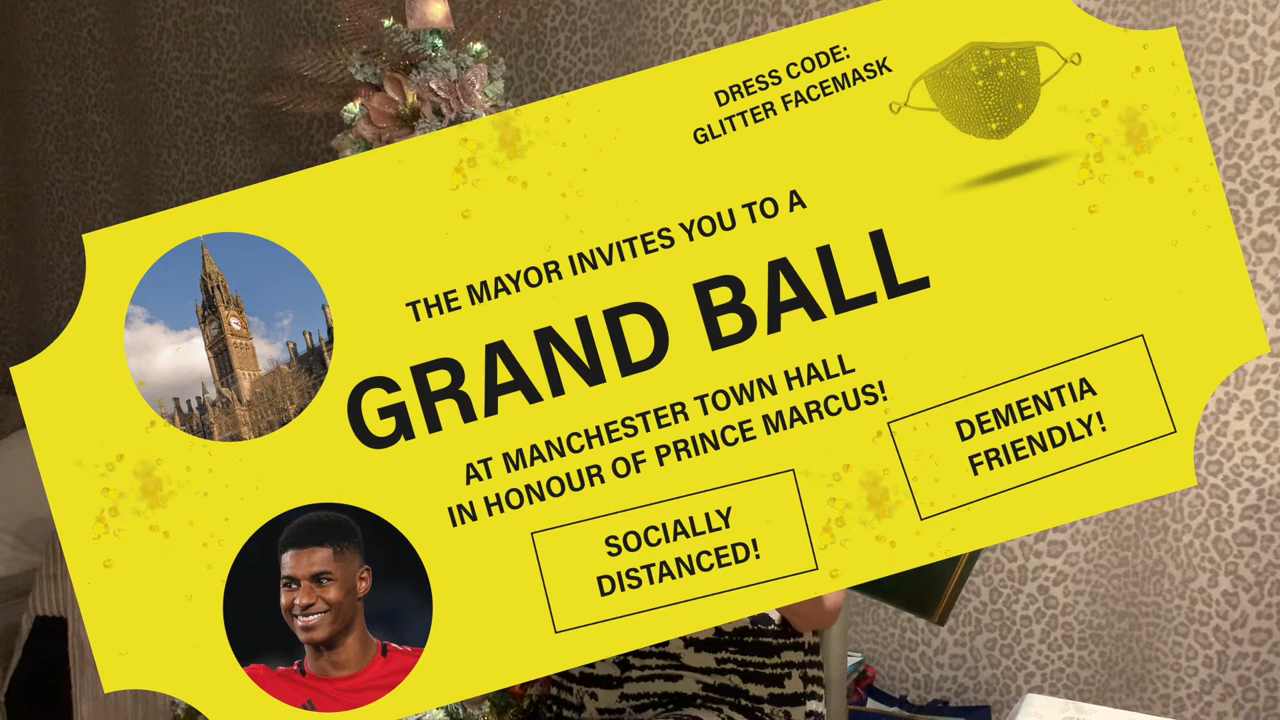 DRESS CODE:
GLITTER FACEMASK
THE MAYOR INVITES YOU TO A
GRAND BALL
AT MANCHESTER TOWN HALL
IN HONOUR OF PRINCE MARCUS!
SOCIALLY
DISTANCED!
DEMENTIA
FRIENDLY!